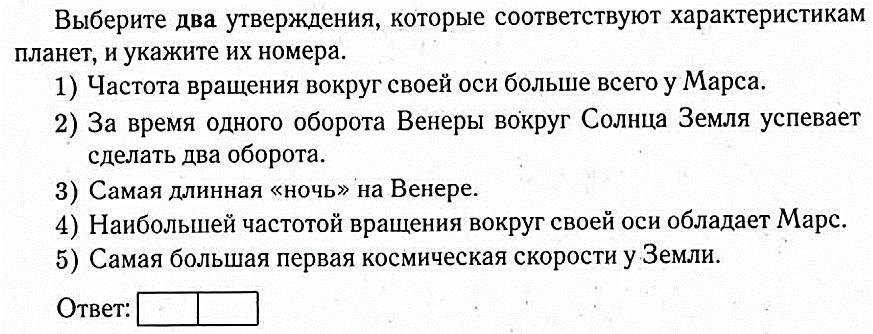 Выберите два утверждения, которые соответствуют характеристикам
планет, и укажите их номера.
1) Частота вращения вокруг своей оси больше всего у Марса.
2) За время одного оборота Венеры вокруг Солнца Земля успевает
сделать два оборота.
3) Самая длинная «ночь» на Венере.
4) Наибольшей частотой вращения вокруг своей оси обладает Марс.
5) Самая большая первая космическая скорости у Земли.
Ответ: